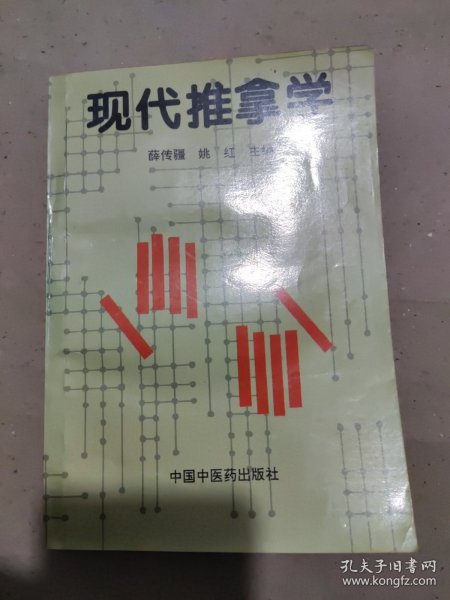 现代推拿学
薛传疆 姚 红 主编
中国中医药出版社
孔夫子旧书网
www.kongfz.com